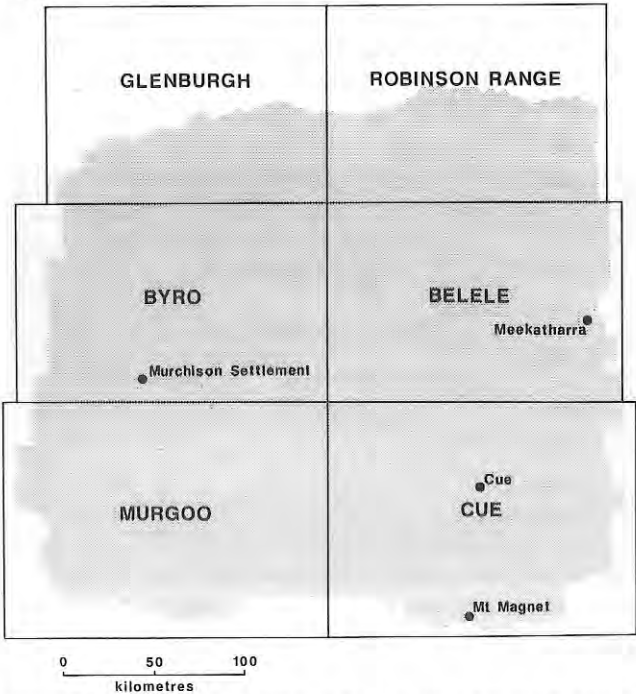 GLENBURGH
ROBINSON RANGE
BYRO
BELELE
Meekatharra
Murchison Settlement
Cue
MURGOO
CUE
Mt Magnet
0 50 100
kilometres